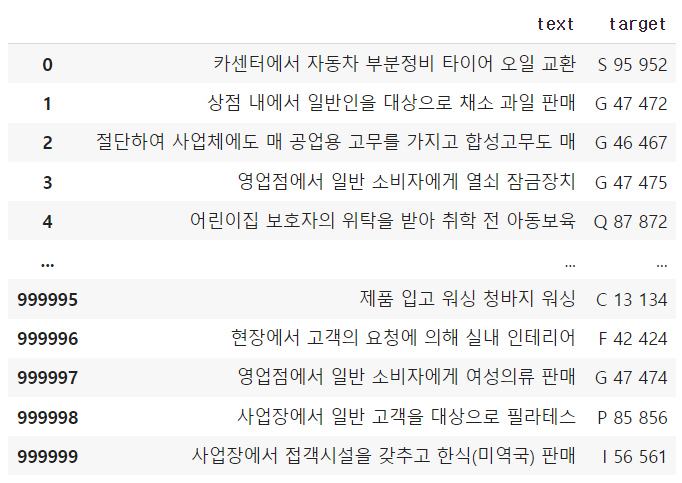 text target
0 카센터에서 자동차 부분정비 타이어 오일 교환 S 95 952
1 상점 내에서 일반인을 대상으로 채소 과일 판매 G 47 472
2 절단하여 사업체에도 매 공업용 고무를 가지고 합성고무도 매 G 46 467
3 영업점에서 일반 소비자에게 열쇠 잠금장치 G 47 475
4 어린이집 보호자의 위탁을 받아 취학 전 아동보육 Q 87 872
... ... ...
999995 제품 입고 워싱 청바지 워싱 C 13 134
999996 현장에서 고객의 요청에 의해 실내 인테리어 F 42 424
999997 영업점에서 일반 소비자에게 여성의류 판매 G 47 474
999998 사업장에서 일반 고객을 대상으로 필라테스 P 85 856
999999 사업장에서 접객시설을 갖추고 한식(미역국) 판매 I 56 561